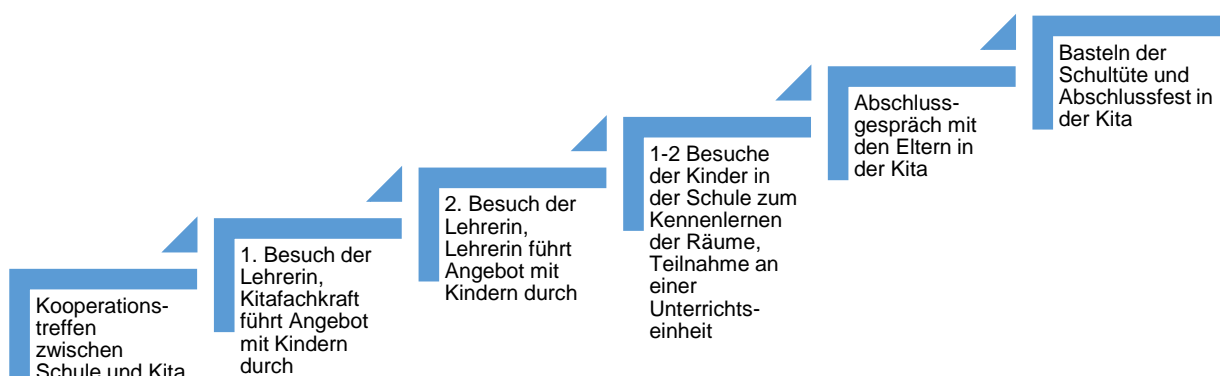 Kooperations-
treffen
zwischen
Schule und Kita
1. Besuch der
Lehrerin,
Kitafachkraft
führt Angebot
mit Kindern
durch
2. Besuch der
Lehrerin,
Lehrerin führt
Angebot mit
Kindern durch
1-2 Besuche
der Kinder in
der Schule zum
Kennenlernen
der Räume,
Teilnahme an
einer
Unterrichts-
einheit
Abschluss-
gespräch mit
den Eltern in
der Kita
Basteln der
Schultüte und
Abschlussfest in
der Kita